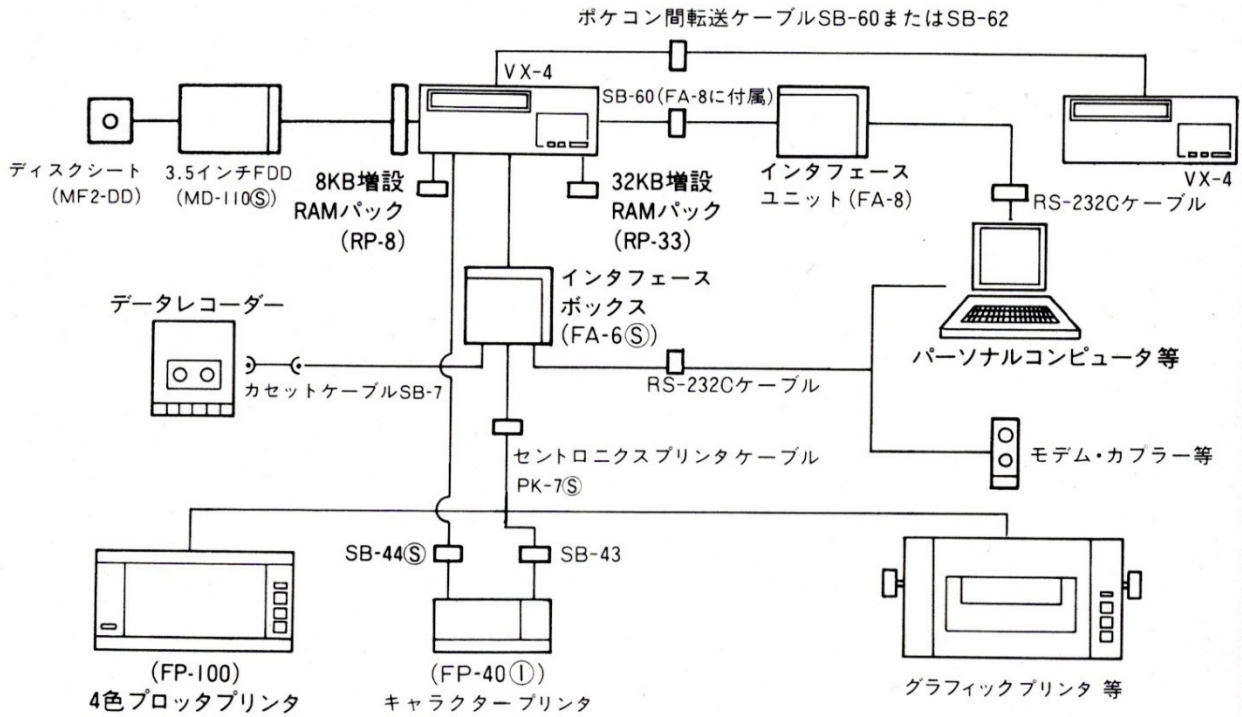 ポケコン間転送ケーブルSB-60またはSB-62
VX-4
SB-60(FA-8に付属)
ディスクシート
(MF2-DD)
3.5インチFDD
(MD-110Ⓢ)
8KB増設
RAMパック
(RP-8)
32KB増設
RAMパック
(RP-33)
インタフェース
ユニット(FA-8)
VX-4
RS-232Cケーブル
インタフェース
ボックス
(FA-6Ⓢ)
データレコーダー
カセットケーブルSB-7
RS-232Cケーブル
パーソナルコンピュータ等
セントロニクスプリンタケーブル
PK-7Ⓢ
モデム・カプラー等
SB-44Ⓢ
SB-43
(FP-100)
4色プロッタプリンタ
(FP-40Ⓘ)
キャラクタープリンタ
グラフィックプリンタ 等